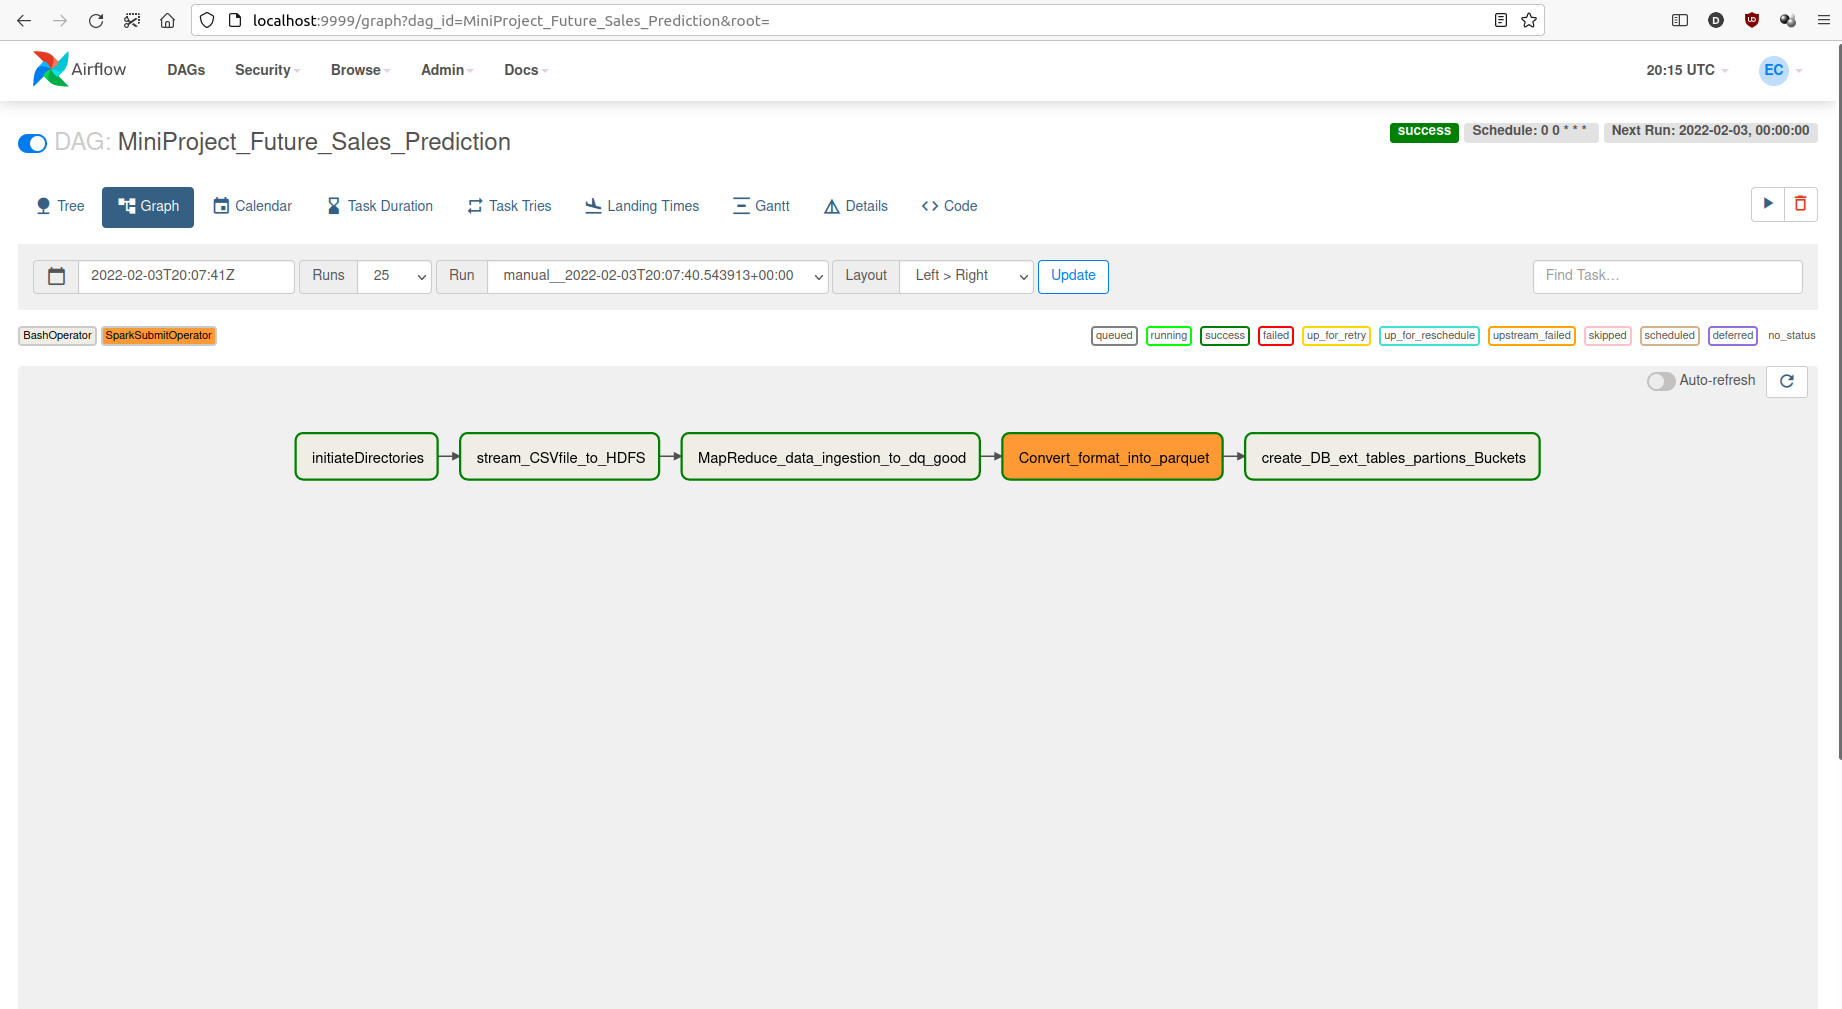 localhost:9999/graph?dag_id=MiniProject_Future_Sales_Prediction&root=
Airflow DAGs Security Browse Admin Docs 20:15 UTC EC
DAG: MiniProject_Future_Sales_Prediction
success Schedule: 0 0 * * * Next Run: 2022-02-03, 00:00:00
Tree Graph Calendar Task Duration Task Tries Landing Times Gantt Details Code
2022-02-03T20:07:41Z Runs 25 Run manual__2022-02-03T20:07:40.543913+00:00 Layout Left > Right Update Find Task...
BashOperator SparkSubmitOperator queued running success failed up_for_retry up_for_reschedule upstream_failed skipped scheduled deferred no_status
Auto-refresh
initiateDirectories stream_CSVfile_to_HDFS MapReduce_data_ingestion_to_dq_good Convert_format_into_parquet create_DB_ext_tables_partions_Buckets